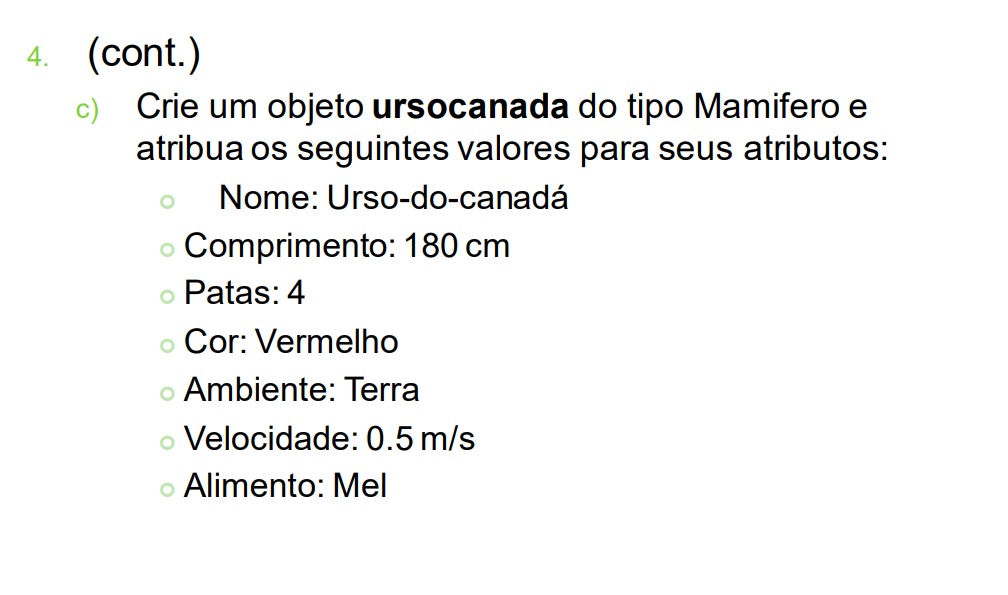 4. (cont.)
c) Crie um objeto ursocanada do tipo Mamifero e
atribua os seguintes valores para seus atributos:
Nome: Urso-do-canadá
Comprimento: 180 cm
Patas: 4
Cor: Vermelho
Ambiente: Terra
Velocidade: 0.5 m/s
Alimento: Mel